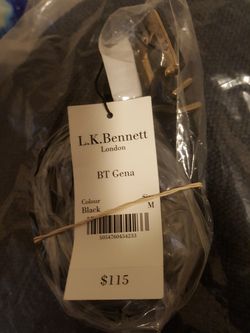 L.K.Bennett
London
BT Gena
Colour
Black M
5054760454233
$115